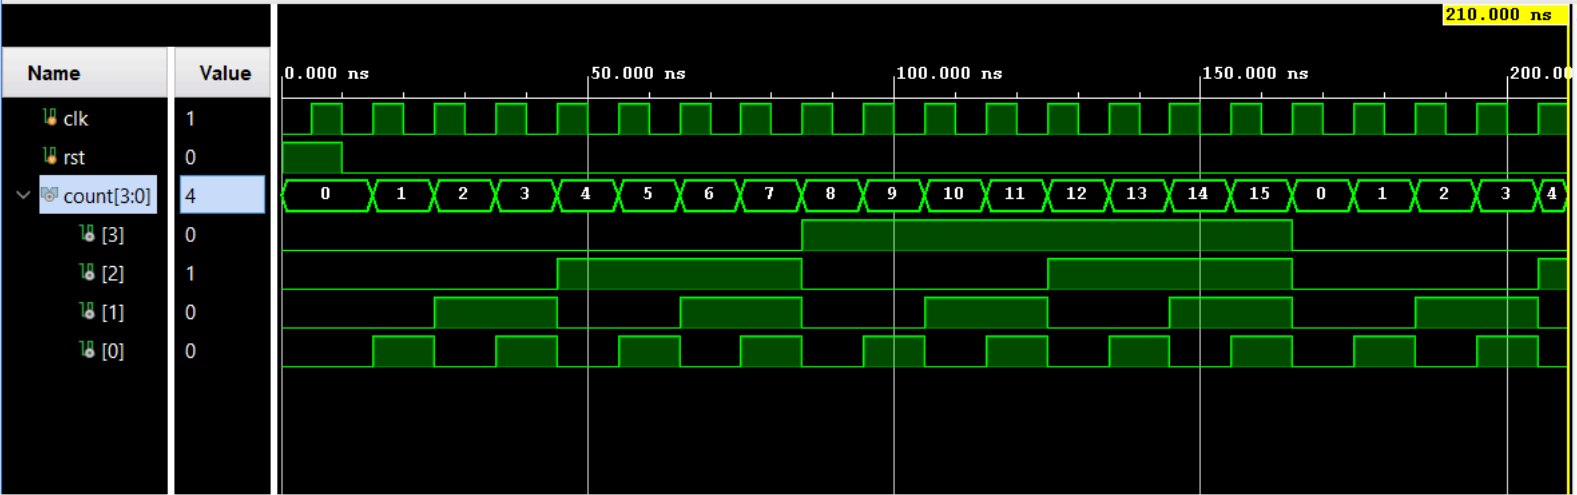 210.000 ns
Name Value 0.000 ns 50.000 ns 100.000 ns 150.000 ns 200.00
clk 1
rst 0
count[3:0] 4 0 1 2 3 4 5 6 7 8 9 10 11 12 13 14 15 0 1 2 3 4
[3] 0
[2] 1
[1] 0
[0] 0